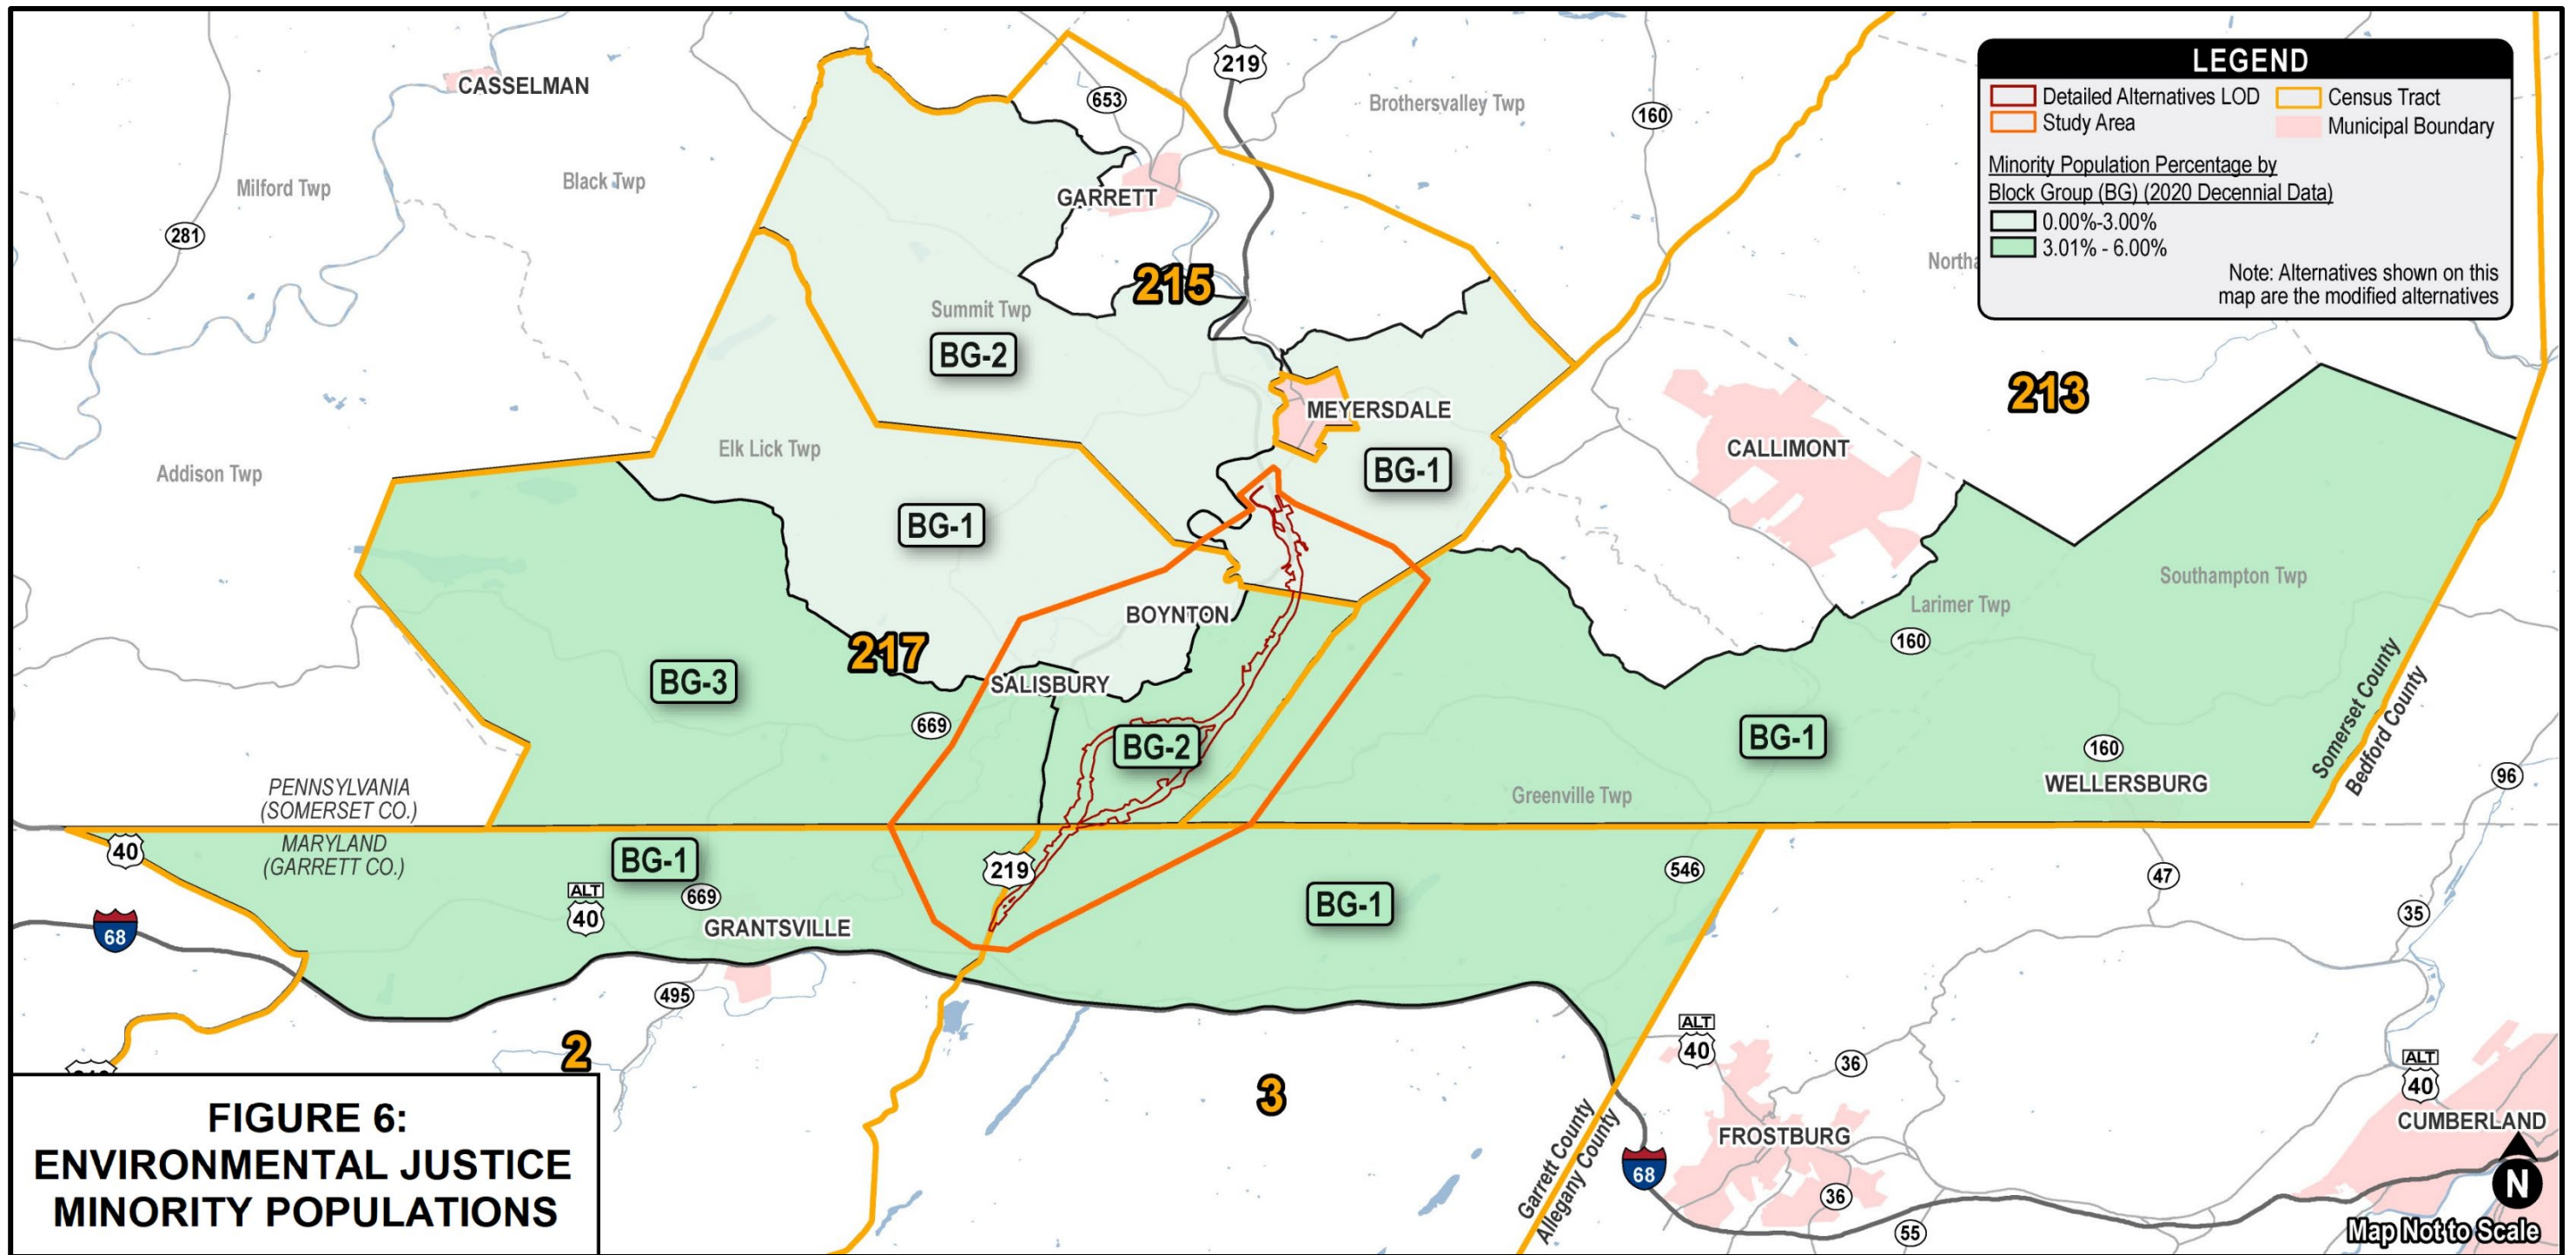 219
CASSELMAN
653
Brothersvalley Twp
160
LEGEND
Detailed Alternatives LOD
Census Tract
Study Area
Municipal Boundary
Minority Population Percentage by
Block Group (BG) (2020 Decennial Data)
0.00%-3.00%
3.01% - 6.00%
Note: Alternatives shown on this
map are the modified alternatives
Milford Twp
Black Twp
GARRETT
281
215
Summit Twp
BG-2
MEYERSDALE
213
Elk Lick Twp
CALLIMONT
Addison Twp
BG-1
BG-1
Southampton Twp
BOYNTON
Larimer Twp
160
217
BG-3
SALISBURY
669
BG-2
BG-1
160
Somerset County
Bedford County
96
PENNSYLVANIA
(SOMERSET CO.)
Greenville Twp
WELLERSBURG
MARYLAND
(GARRETT CO.)
40
BG-1
219
546
47
ALT
40
669
BG-1
68
GRANTSVILLE
35
495
2
3
ALT
40
36
ALT
40
Garrett County
Allegany County
FROSTBURG
CUMBERLAND
68
36
55
N
Map Not to Scale
FIGURE 6:
ENVIRONMENTAL JUSTICE
MINORITY POPULATIONS